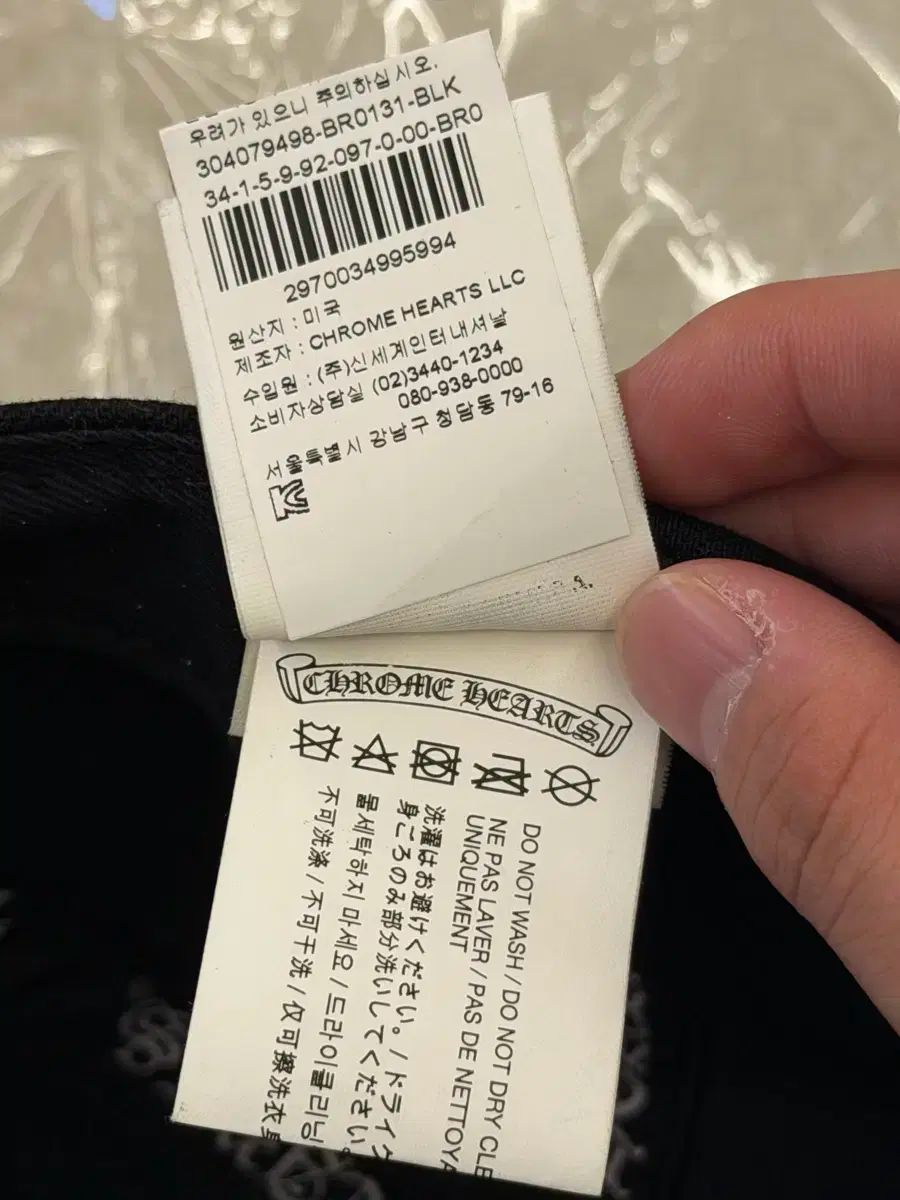 우려가 있으니 주의하십시오.
304079498-BR0131-BLK
34-1-5-9-92-097-0-00-BR0
2970034995994
원산지 : 미국
제조자 : CHROME HEARTS LLC
수입원 : (주)신세계인터내셔날
소비자상담실 (02)3440-1234
080-938-0000
서울특별시 강남구 청담동 79-16
CHROME HEARTS
DO NOT WASH / DO NOT DRY CLE
NE PAS LAVER / PAS DE NETTOYA
UNIQUEMENT
洗濯はお避けください。/ ドライク
身ごろのみ部分洗いしてください。
물세탁하지 마세요 / 드라이클리닝
不可洗涤 / 不可干洗 / 仅可擦洗衣身